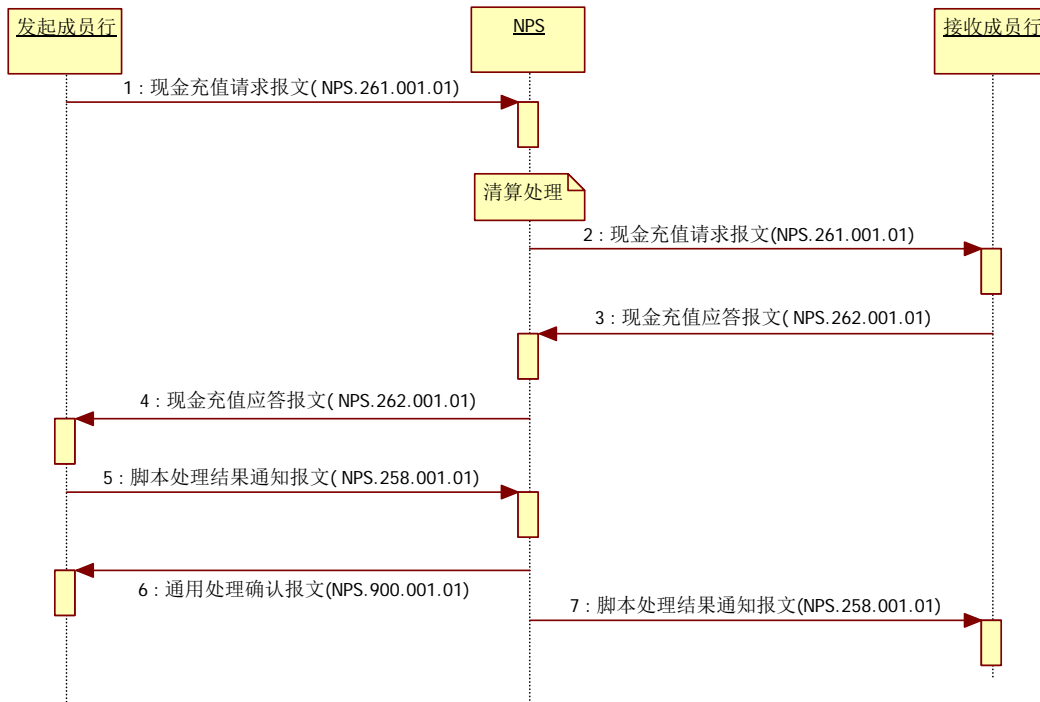 发起成员行
NPS
接收成员行
1 : 现金充值请求报文( NPS.261.001.01)
清算处理
2 : 现金充值请求报文(NPS.261.001.01)
3 : 现金充值应答报文( NPS.262.001.01)
4 : 现金充值应答报文( NPS.262.001.01)
5 : 脚本处理结果通知报文( NPS.258.001.01)
6 : 通用处理确认报文(NPS.900.001.01)
7 : 脚本处理结果通知报文(NPS.258.001.01)